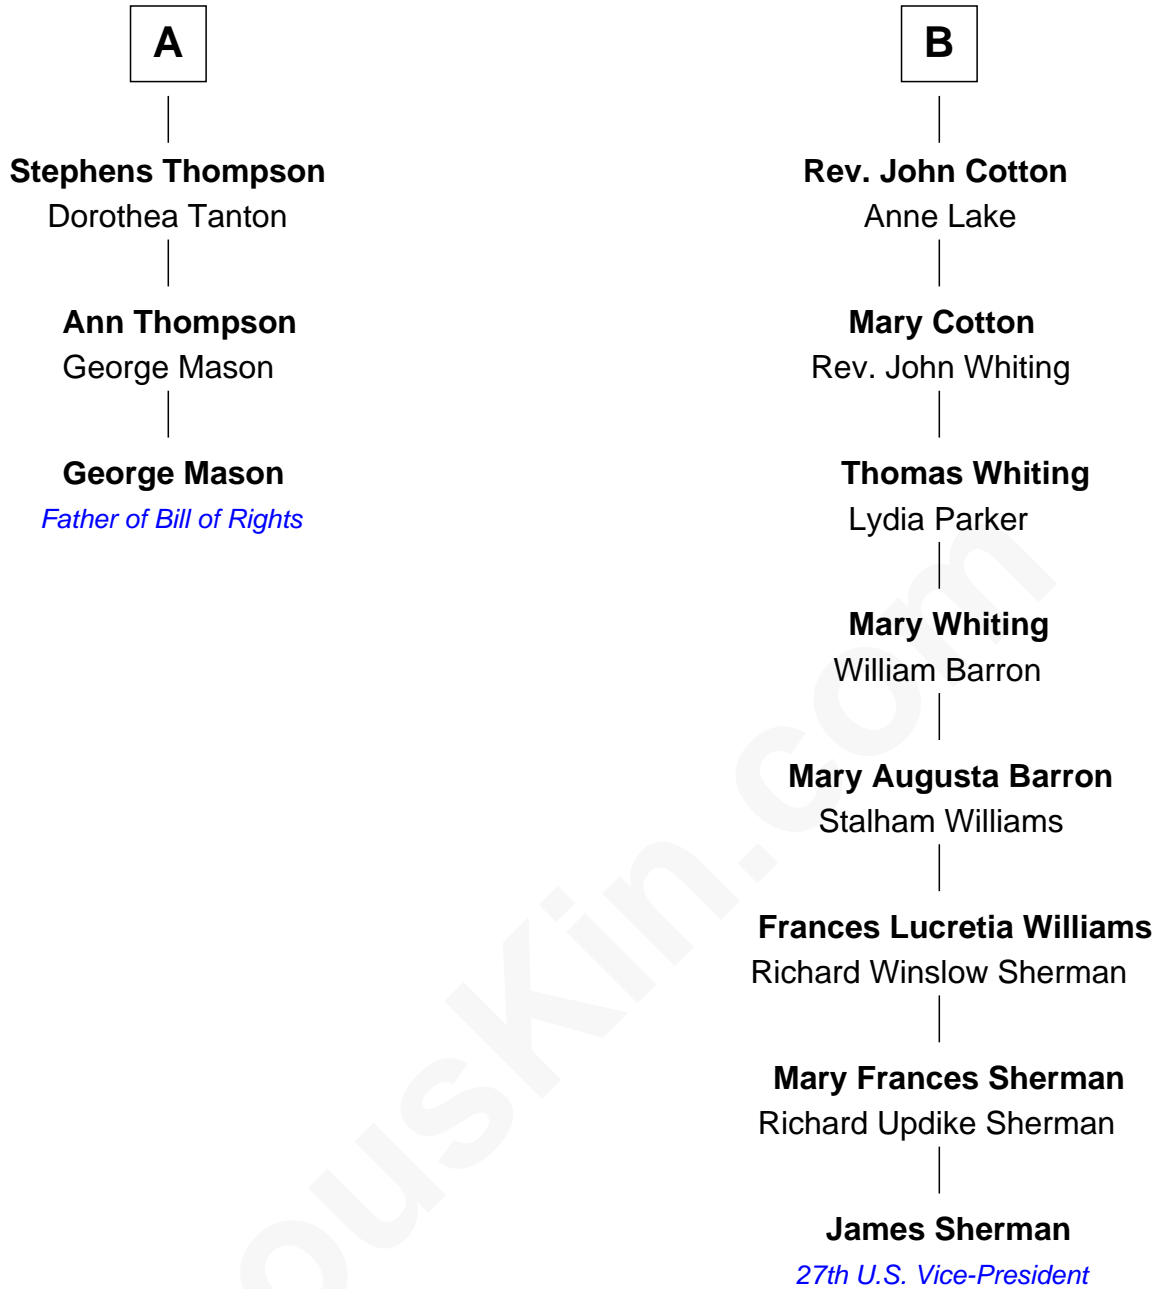 A
Stephens Thompson
Dorothea Tanton
Ann Thompson
George Mason
George Mason
Father of Bill of Rights
B
Rev. John Cotton
Anne Lake
Mary Cotton
Rev. John Whiting
Thomas Whiting
Lydia Parker
Mary Whiting
William Barron
Mary Augusta Barron
Stalham Williams
Frances Lucretia Williams
Richard Winslow Sherman
Mary Frances Sherman
Richard Updike Sherman
James Sherman
27th U.S. Vice-President
ousKin.com